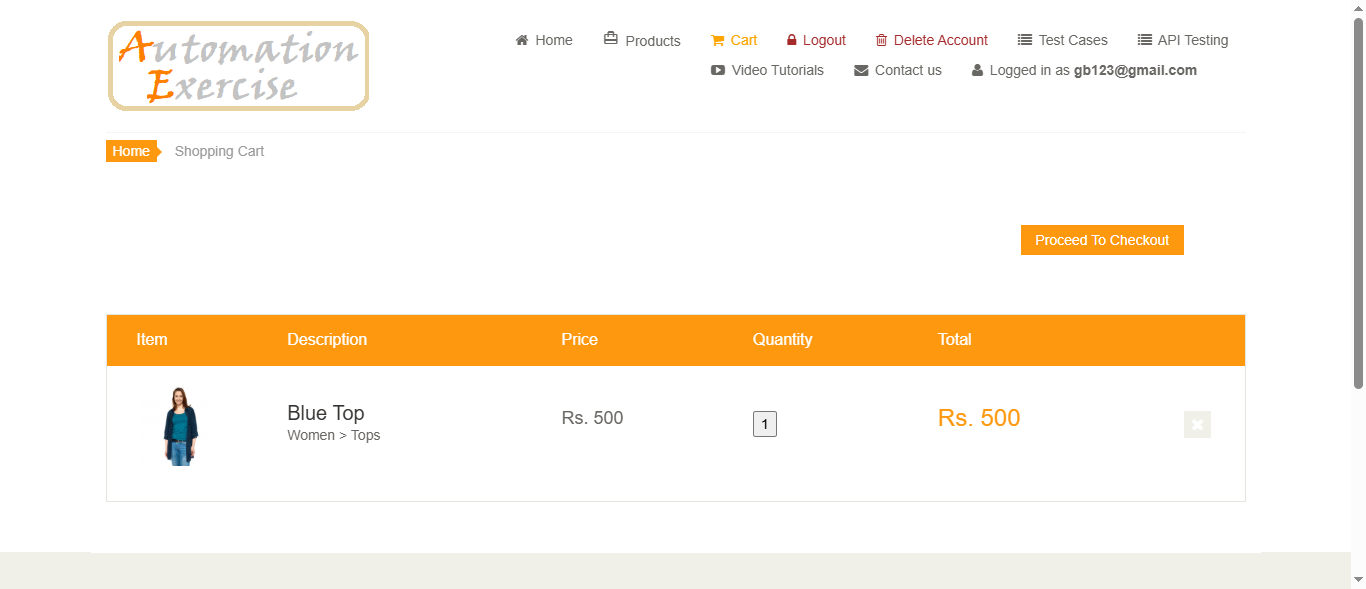 Automation
Exercise
Home Products Cart Logout Delete Account Test Cases API Testing
Video Tutorials Contact us Logged in as gb123@gmail.com
Home Shopping Cart
Proceed To Checkout
Item Description Price Quantity Total
Blue Top Rs. 500 1 Rs. 500
Women > Tops